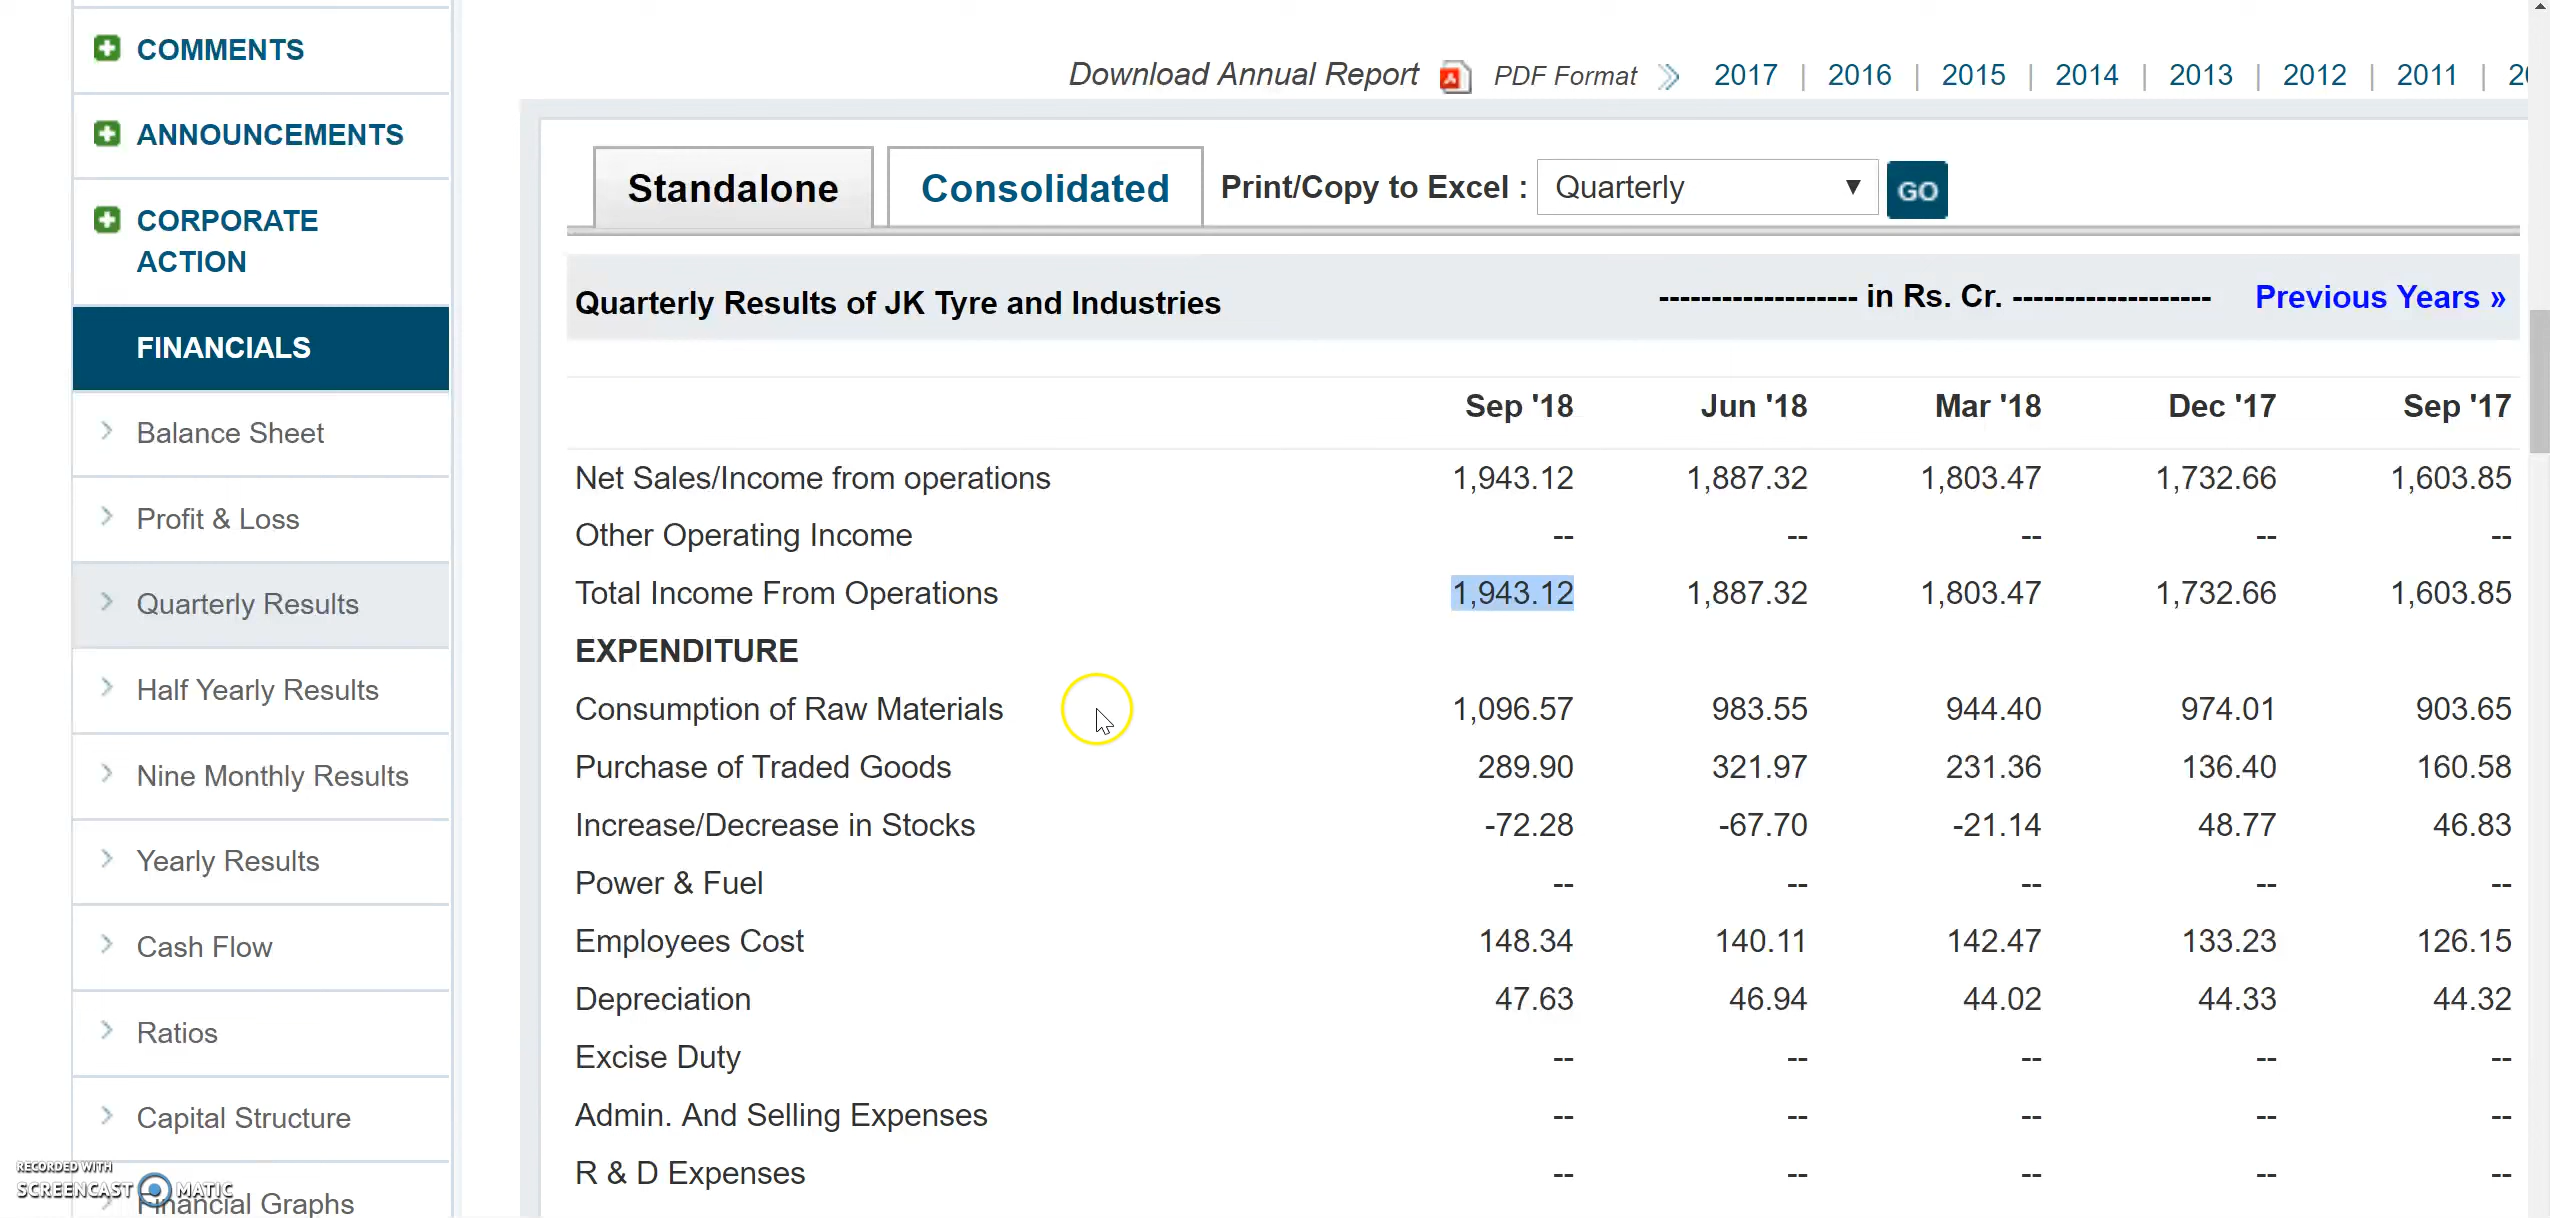 COMMENTS
ANNOUNCEMENTS
CORPORATE
ACTION
FINANCIALS
Balance Sheet
Profit & Loss
Quarterly Results
Half Yearly Results
Nine Monthly Results
Yearly Results
Cash Flow
Ratios
Capital Structure
Financial Graphs
RECORDED WITH
SCREENCAST MATIC
Download Annual Report PDF Format 2017 | 2016 | 2015 | 2014 | 2013 | 2012 | 2011 |
Standalone Consolidated Print/Copy to Excel : Quarterly ▼ GO
Quarterly Results of JK Tyre and Industries ------------------- in Rs. Cr. ------------------- Previous Years »
Sep '18 Jun '18 Mar '18 Dec '17 Sep '17
Net Sales/Income from operations 1,943.12 1,887.32 1,803.47 1,732.66 1,603.85
Other Operating Income -- -- -- -- --
Total Income From Operations 1,943.12 1,887.32 1,803.47 1,732.66 1,603.85
EXPENDITURE
Consumption of Raw Materials 1,096.57 983.55 944.40 974.01 903.65
Purchase of Traded Goods 289.90 321.97 231.36 136.40 160.58
Increase/Decrease in Stocks -72.28 -67.70 -21.14 48.77 46.83
Power & Fuel -- -- -- -- --
Employees Cost 148.34 140.11 142.47 133.23 126.15
Depreciation 47.63 46.94 44.02 44.33 44.32
Excise Duty -- -- -- -- --
Admin. And Selling Expenses -- -- -- -- --
R & D Expenses -- -- -- -- --